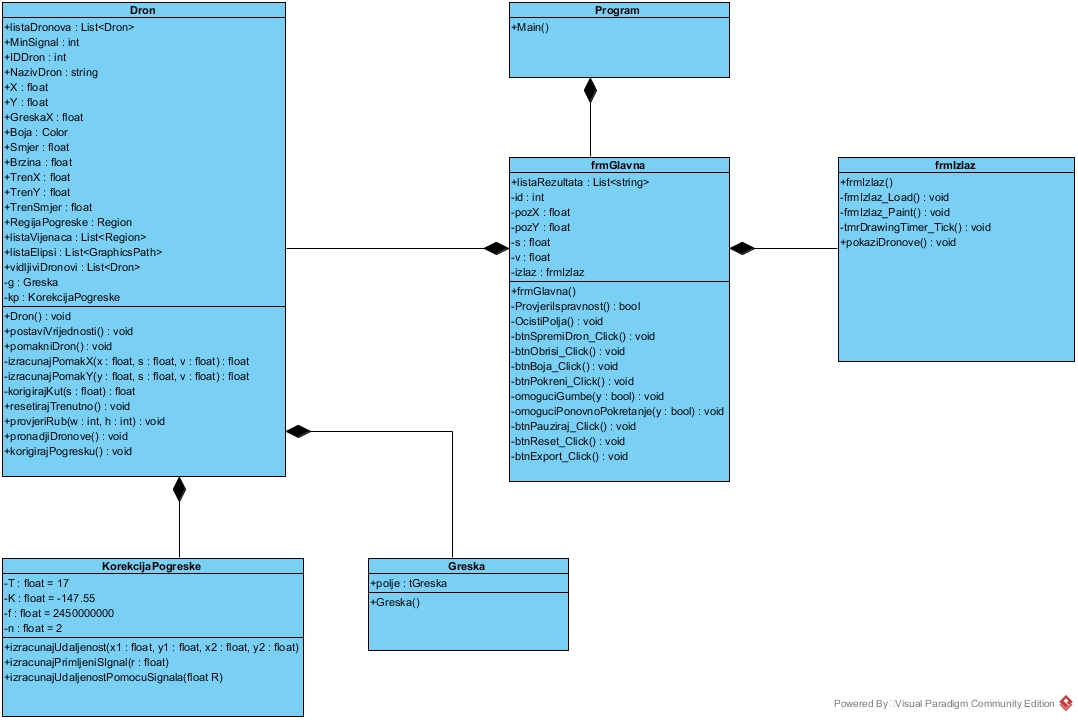 Dron
+listaDronova : List<Dron>
+MinSignal : int
+IDDron : int
+NazivDron : string
+X : float
+Y : float
+GreskaX : float
+Boja : Color
+Smjer : float
+Brzina : float
+TrenX : float
+TrenY : float
+TrenSmjer : float
+RegijaPogreske : Region
+listaVijenaca : List<Region>
+listaElipsi : List<GraphicsPath>
+vidljiviDronovi : List<Dron>
-g : Greska
-kp : KorekcijaPogreske
+Dron() : void
+postaviVrijednosti() : void
+pomakniDron() : void
-izracunajPomakX(x : float, s : float, v : float) : float
-izracunajPomakY(y : float, s : float, v : float) : float
-korigirajKut(s : float) : float
+resetirajTrenutno() : void
+provjeriRub(w : int, h : int) : void
+pronadjiDronove() : void
+korigirajPogresku() : void
Program
+Main()
frmGlavna
+listaRezultata : List<string>
-id : int
-pozX : float
-pozY : float
-s : float
-v : float
-izlaz : frmIzlaz
+frmGlavna()
-ProvjeriIspravnost() : bool
-OcistiPolja() : void
-btnSpremiDron_Click() : void
-btnObrisi_Click() : void
-btnBoja_Click() : void
-btnPokreni_Click() : void
-omoguciGumbe(y : bool) : void
-omoguciPonovnoPokretanje(y : bool) : void
-btnPauziraj_Click() : void
-btnReset_Click() : void
-btnExport_Click() : void
frmIzlaz
+frmIzlaz()
-frmIzlaz_Load() : void
-frmIzlaz_Paint() : void
-tmrDrawingTimer_Tick() : void
+pokaziDronove() : void
KorekcijaPogreske
-T : float = 17
-K : float = -147.55
-f : float = 2450000000
-n : float = 2
+izracunajUdaljenost(x1 : float, y1 : float, x2 : float, y2 : float)
+izracunajPrimljeniSIgnal(r : float)
+izracunajUdaljenostPomocuSignala(float R)
Greska
+polje : tGreska
+Greska()
Powered By Visual Paradigm Community Edition